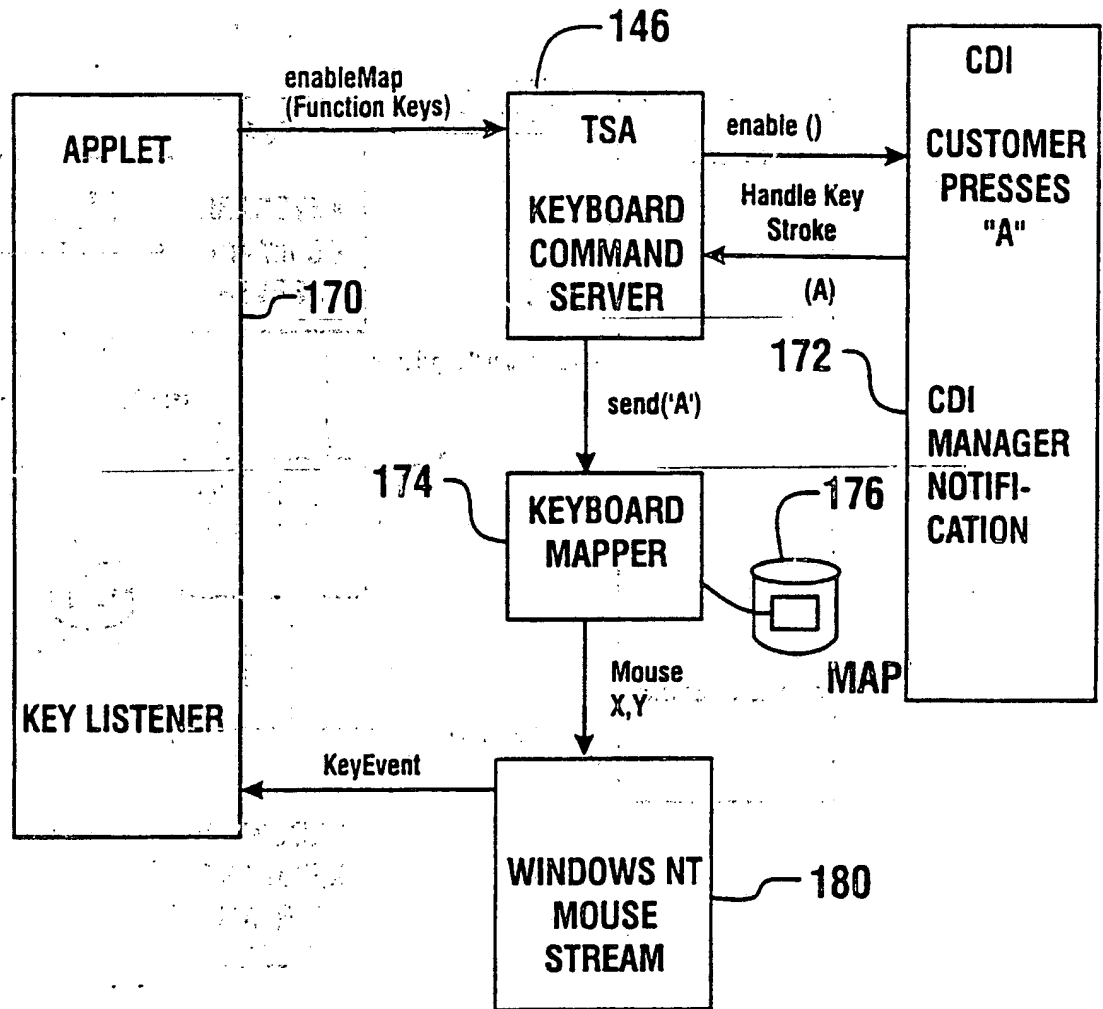 146
enableMap
(Function Keys)
APPLET
170
KEY LISTENER
TSA
KEYBOARD
COMMAND
SERVER
enable ()
Handle Key
Stroke
(A)
CDI
CUSTOMER
PRESSES
"A"
172
CDI
MANAGER
NOTIFI-
CATION
send('A')
174
KEYBOARD
MAPPER
176
MAP
Mouse
X,Y
KeyEvent
WINDOWS NT
MOUSE
STREAM
180